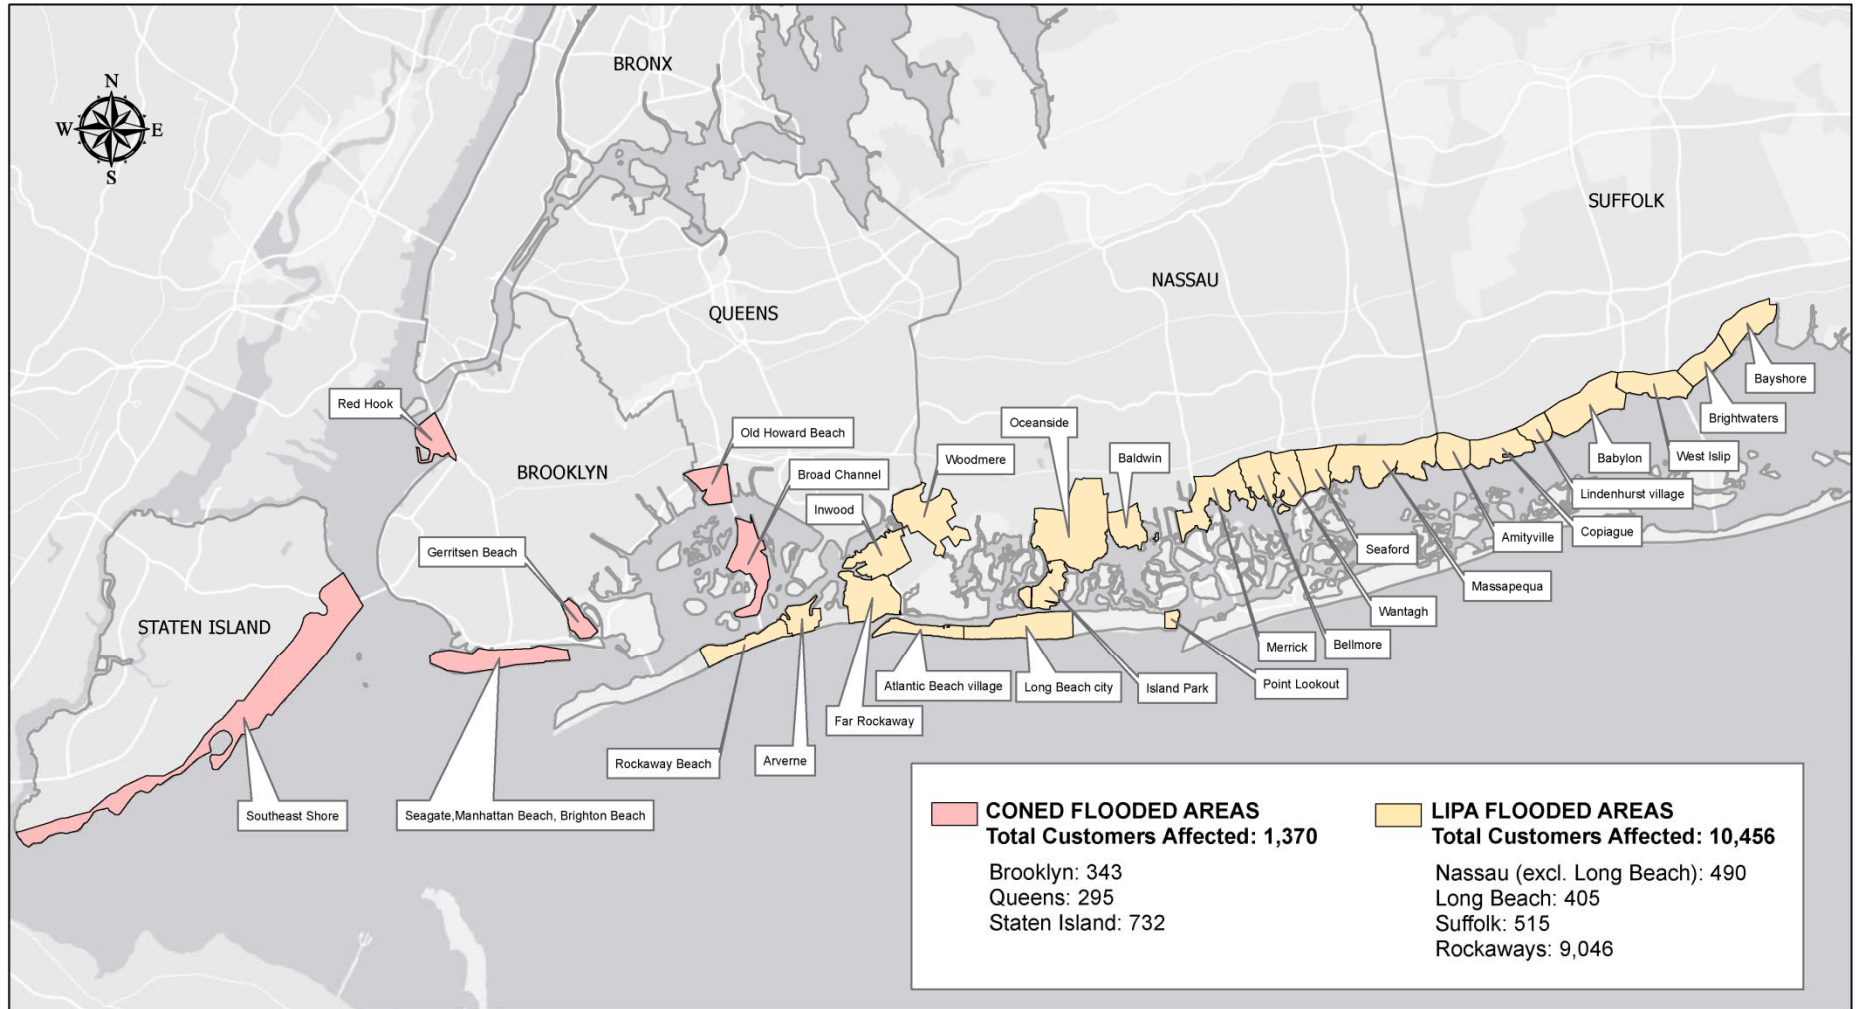 N
W
E
S
BRONX
SUFFOLK
NASSAU
QUEENS
BROOKLYN
STATEN ISLAND
Red Hook
Old Howard Beach
Broad Channel
Gerritsen Beach
Inwood
Woodmere
Oceanside
Baldwin
Bayshore
Brightwaters
West Islip
Babylon
Lindenhurst village
Copiague
Amityville
Massapequa
Seaford
Wantagh
Bellmore
Merrick
Point Lookout
Island Park
Long Beach city
Atlantic Beach village
Far Rockaway
Arverne
Rockaway Beach
Seagate,Manhattan Beach, Brighton Beach
Southeast Shore
CONED FLOODED AREAS
Total Customers Affected: 1,370
Brooklyn: 343
Queens: 295
Staten Island: 732
LIPA FLOODED AREAS
Total Customers Affected: 10,456
Nassau (excl. Long Beach): 490
Long Beach: 405
Suffolk: 515
Rockaways: 9,046